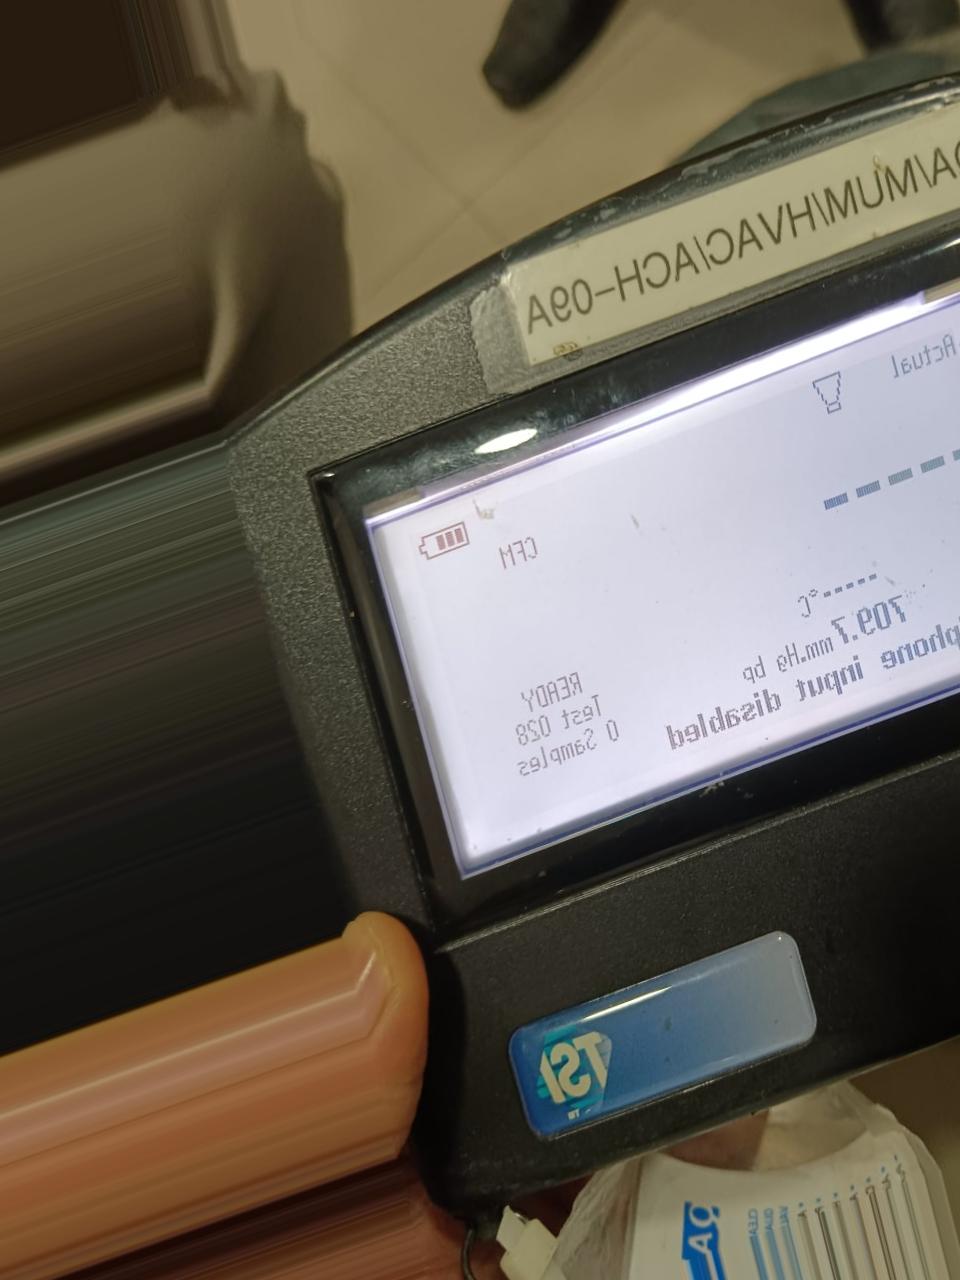 A/MUM/HVAC/ACH-09A
Actual
CFM
-----°C
709.7 mm.Hg bp
input disabled
READY
Test 028
0 Samples
TSI